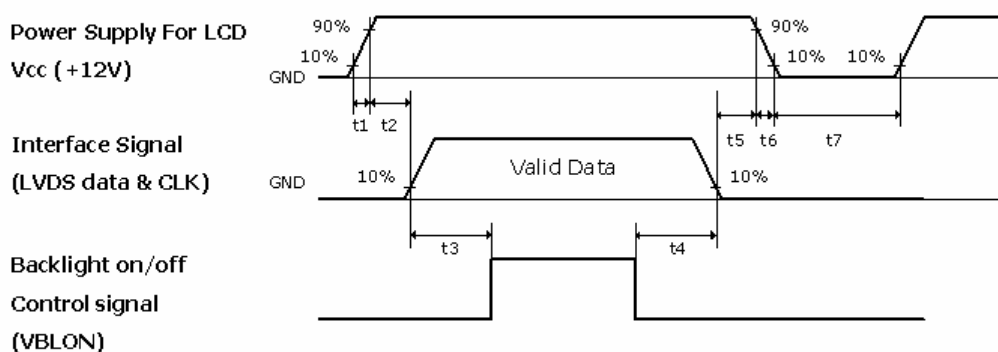 Power Supply For LCD
Vcc (+12V)
90%
10%
GND
90%
10%
10%
t1
t2
t5
t6
t7
Interface Signal
(LVDS data & CLK)
GND
10%
Valid Data
10%
t3
t4
Backlight on/off
Control signal
(VBLON)